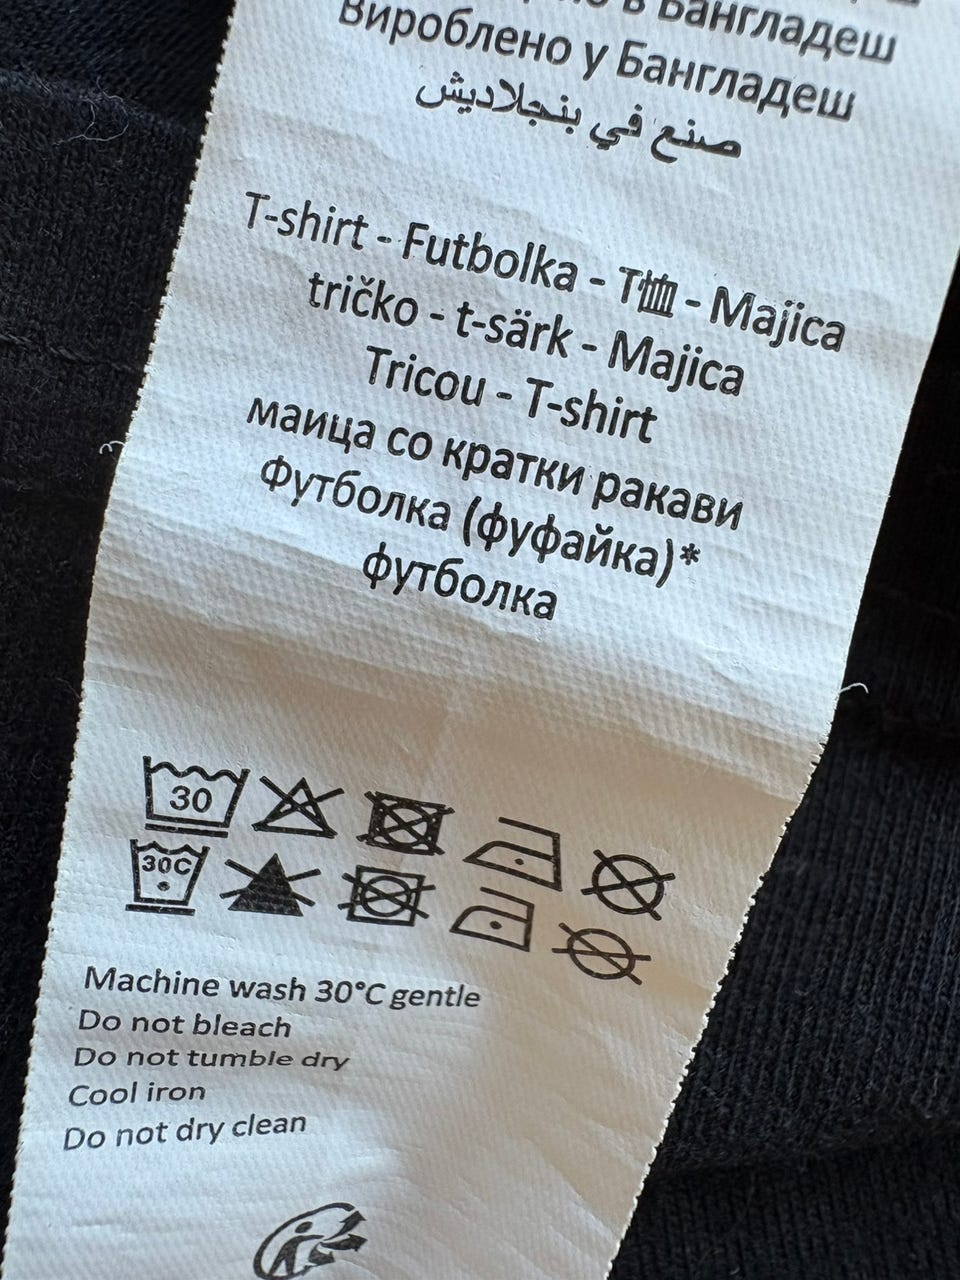 в Бангладеш
Вироблено у Бангладеш
صنع في بنجلاديش
T-shirt - Futbolka - T恤 - Majica
tričko - t-särk - Majica
Tricou - T-shirt
маица со кратки ракави
Футболка (фуфайка)*
футболка
30
30C
Machine wash 30°C gentle
Do not bleach
Do not tumble dry
Cool iron
Do not dry clean